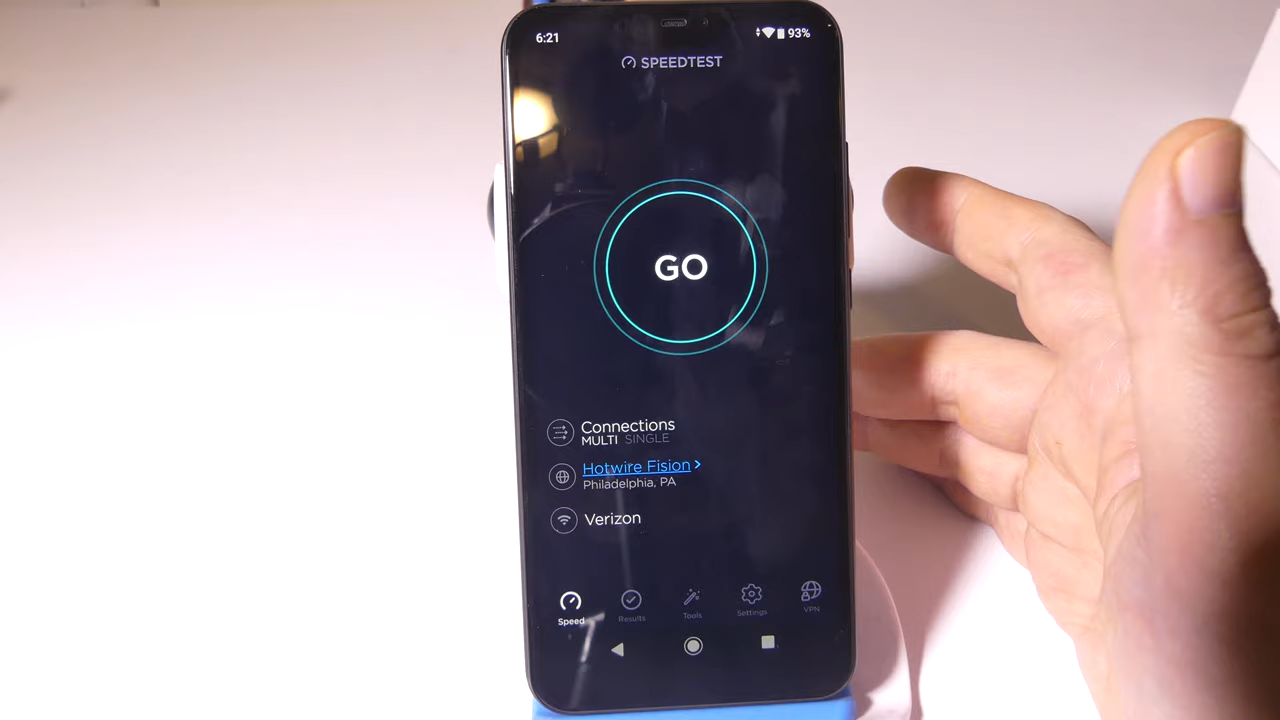 6:21
93%
SPEEDTEST
GO
Connections
MULTI SINGLE
Hotwire Fision >
Philadelphia, PA
Verizon
Speed
Results
Tools
Settings
VPN